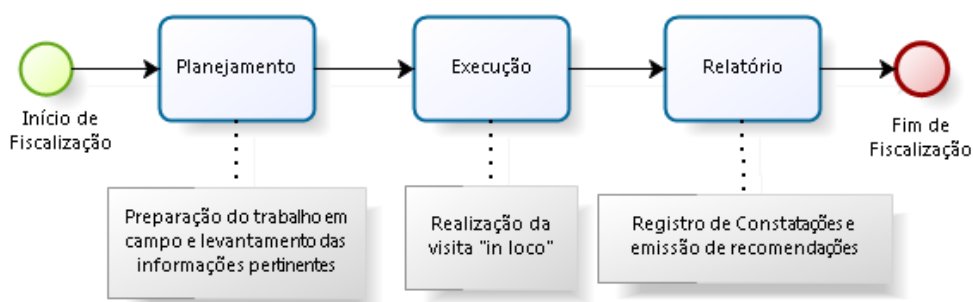 Planejamento
Execução
Relatório
Início de
Fiscalização
Fim de
Fiscalização
Preparação do trabalho em
campo e levantamento das
informações pertinentes
Realização da
visita "in loco"
Registro de Constatações e
emissão de recomendações